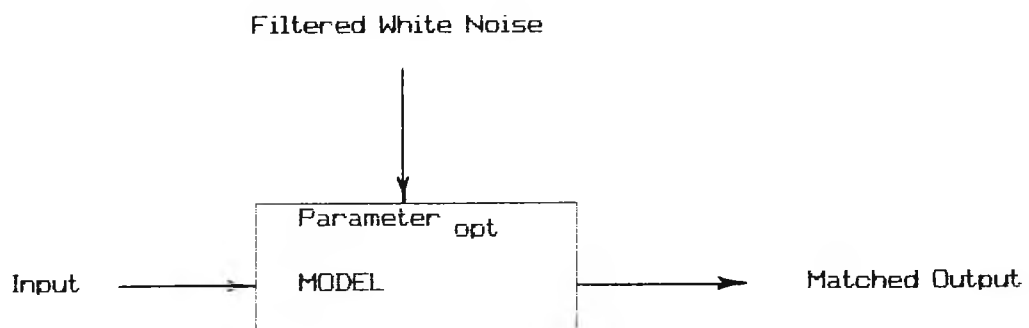 Filtered White Noise
Parameter opt
Input
MODEL
Matched Output